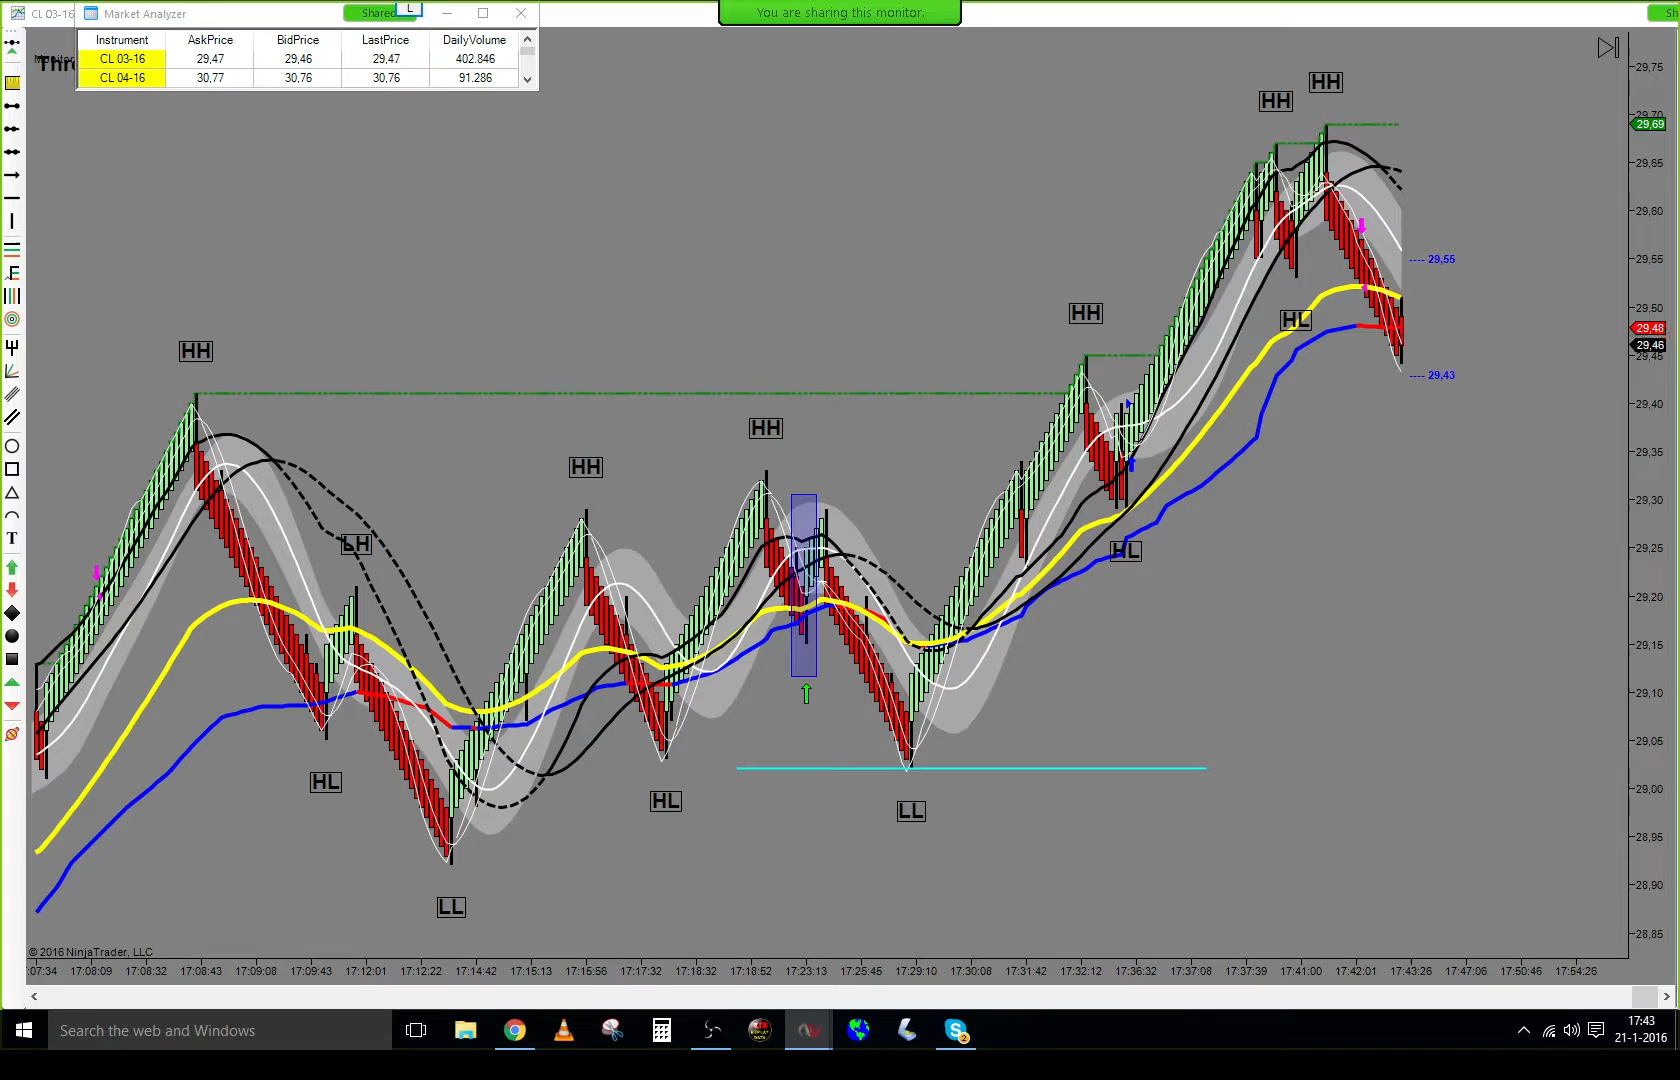 CL 03-16
Market Analyzer
Shared
L
You are sharing this monitor.
Sh
Instrument AskPrice BidPrice LastPrice DailyVolume
CL 03-16 29,47 29,46 29,47 402.846
CL 04-16 30,77 30,76 30,76 91.286
29,75
29,70
29,69
29,65
29,60
29,55
29,50
29,48
29,46
29,45
29,40
29,35
29,30
29,25
29,20
29,15
29,10
29,05
29,00
28,95
28,90
28,85
HH
HH
HH
HH
HH
HH
LH
HL
HL
HL
HL
LL
LL
---- 29,55
---- 29,43
T
© 2016 NinjaTrader, LLC
:07:34 17:08:09 17:08:32 17:08:43 17:09:08 17:09:43 17:12:01 17:12:22 17:14:42 17:15:13 17:15:56 17:17:32 17:18:32 17:18:52 17:23:13 17:25:45 17:29:10 17:30:08 17:31:42 17:32:12 17:36:32 17:37:08 17:37:39 17:41:00 17:42:01 17:43:26 17:47:06 17:50:46 17:54:26
Search the web and Windows
2
17:43
21-1-2016